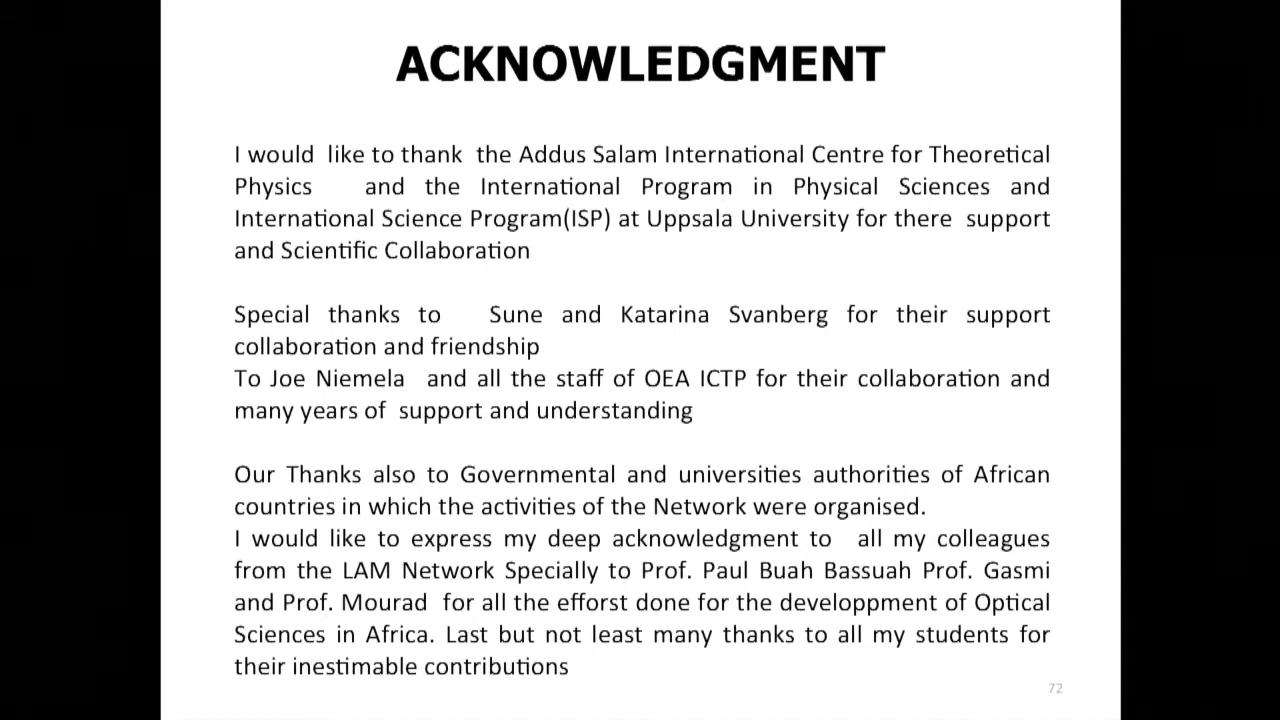 ACKNOWLEDGMENT
I would like to thank the Addus Salam International Centre for Theoretical
Physics and the International Program in Physical Sciences and
International Science Program(ISP) at Uppsala University for there support
and Scientific Collaboration
Special thanks to Sune and Katarina Svanberg for their support
collaboration and friendship
To Joe Niemela and all the staff of OEA ICTP for their collaboration and
many years of support and understanding
Our Thanks also to Governmental and universities authorities of African
countries in which the activities of the Network were organised.
I would like to express my deep acknowledgment to all my colleagues
from the LAM Network Specially to Prof. Paul Buah Bassuah Prof. Gasmi
and Prof. Mourad for all the efforst done for the developpment of Optical
Sciences in Africa. Last but not least many thanks to all my students for
their inestimable contributions
72